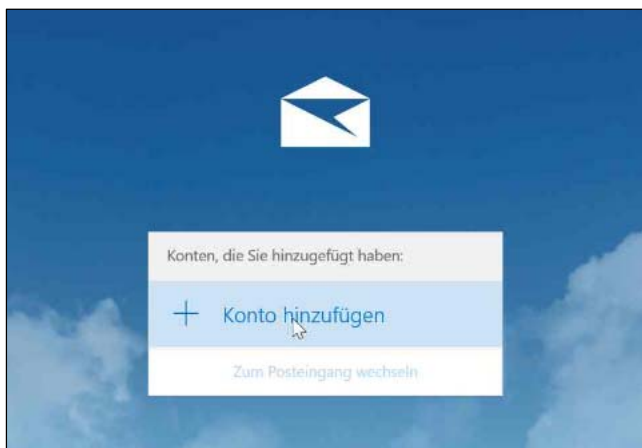 Konten, die Sie hinzugefügt haben:
Konto hinzufügen
Zum Posteingang wechseln